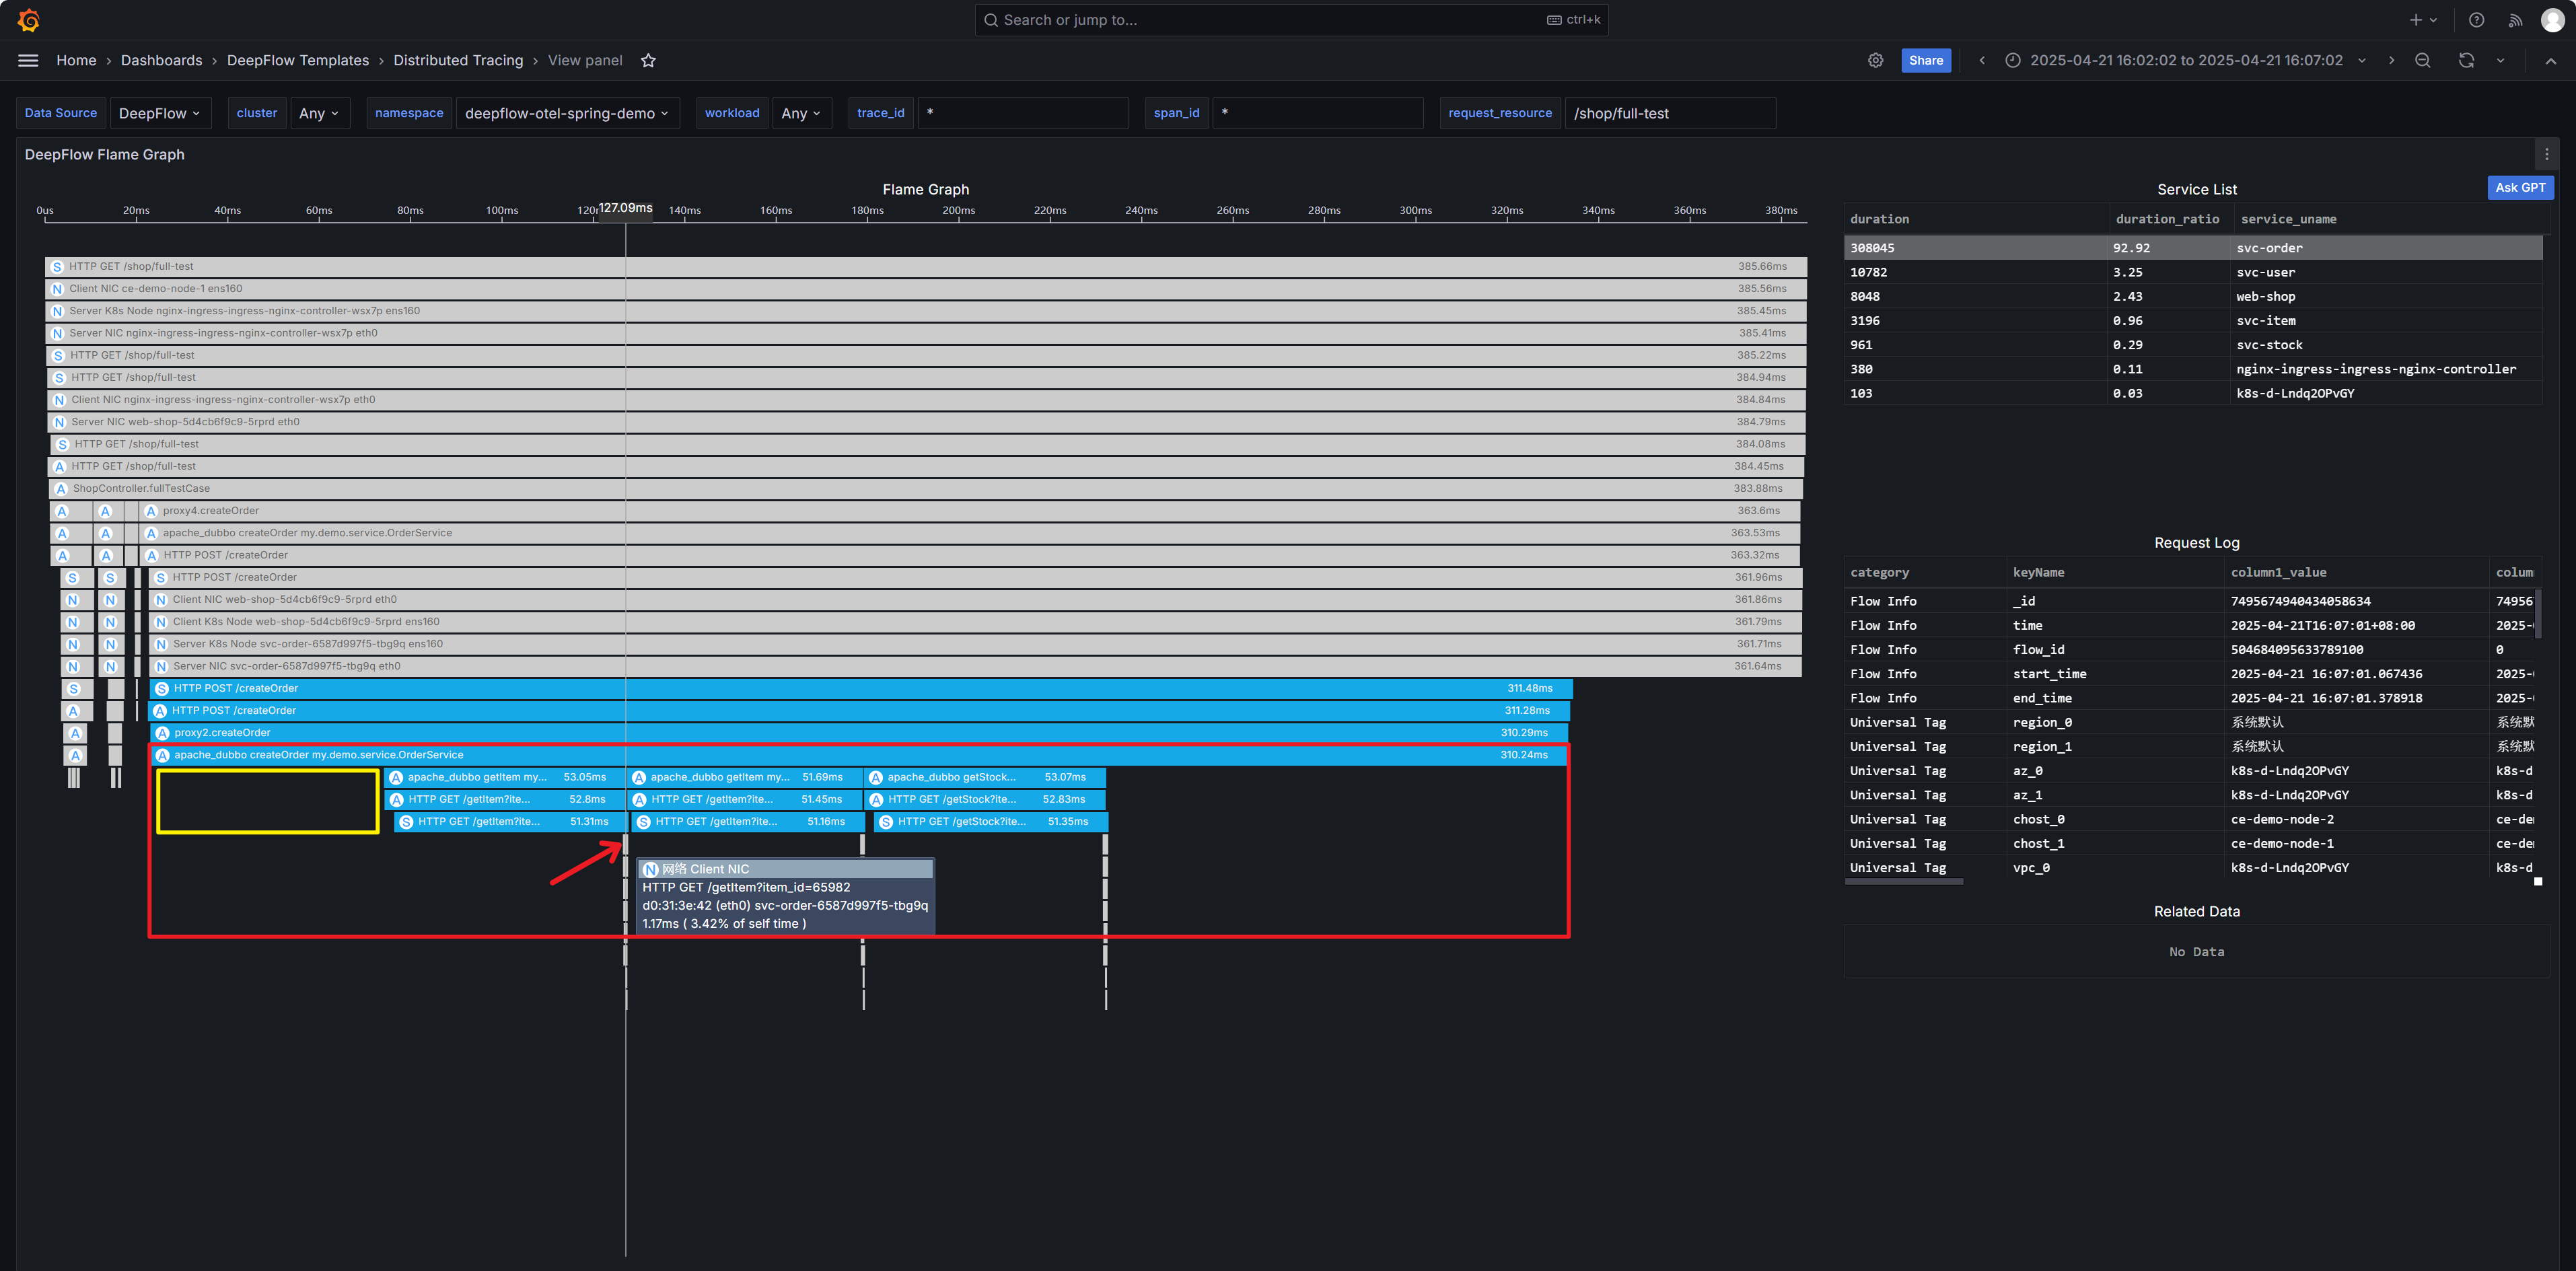 Search or jump to...
ctrl+k
Home › Dashboards › DeepFlow Templates › Distributed Tracing › View panel
Share
2025-04-21 16:02:02 to 2025-04-21 16:07:02
Data Source DeepFlow
cluster Any
namespace deepflow-otel-spring-demo
workload Any
trace_id *
span_id *
request_resource /shop/full-test
DeepFlow Flame Graph
Flame Graph
0us 20ms 40ms 60ms 80ms 100ms 120m 127.09ms 140ms 160ms 180ms 200ms 220ms 240ms 260ms 280ms 300ms 320ms 340ms 360ms 380ms
S HTTP GET /shop/full-test 385.66ms
N Client NIC ce-demo-node-1 ens160 385.56ms
N Server K8s Node nginx-ingress-ingress-nginx-controller-wsx7p ens160 385.45ms
N Server NIC nginx-ingress-ingress-nginx-controller-wsx7p eth0 385.41ms
S HTTP GET /shop/full-test 385.22ms
S HTTP GET /shop/full-test 384.94ms
N Client NIC nginx-ingress-ingress-nginx-controller-wsx7p eth0 384.84ms
N Server NIC web-shop-5d4cb6f9c9-5rprd eth0 384.79ms
S HTTP GET /shop/full-test 384.08ms
A HTTP GET /shop/full-test 384.45ms
A ShopController.fullTestCase 383.88ms
A A A proxy4.createOrder 363.6ms
A A A apache_dubbo createOrder my.demo.service.OrderService 363.53ms
A A A HTTP POST /createOrder 363.32ms
S S S HTTP POST /createOrder 361.96ms
N N N Client NIC web-shop-5d4cb6f9c9-5rprd eth0 361.86ms
N N N Client K8s Node web-shop-5d4cb6f9c9-5rprd ens160 361.79ms
N N N Server K8s Node svc-order-6587d997f5-tbg9q ens160 361.71ms
N N N Server NIC svc-order-6587d997f5-tbg9q eth0 361.64ms
S S HTTP POST /createOrder 311.48ms
A A HTTP POST /createOrder 311.28ms
A A proxy2.createOrder 310.29ms
A A apache_dubbo createOrder my.demo.service.OrderService 310.24ms
A apache_dubbo getItem my... 53.05ms A apache_dubbo getItem my... 51.69ms A apache_dubbo getStock... 53.07ms
A HTTP GET /getItem?ite... 52.8ms A HTTP GET /getItem?ite... 51.45ms A HTTP GET /getStock?ite... 52.83ms
S HTTP GET /getItem?ite... 51.31ms S HTTP GET /getItem?ite... 51.16ms S HTTP GET /getStock?ite... 51.35ms
N 网络 Client NIC
HTTP GET /getItem?item_id=65982
d0:31:3e:42 (eth0) svc-order-6587d997f5-tbg9q
1.17ms ( 3.42% of self time )
Service List
Ask GPT
duration duration_ratio service_uname
308045 92.92 svc-order
10782 3.25 svc-user
8048 2.43 web-shop
3196 0.96 svc-item
961 0.29 svc-stock
380 0.11 nginx-ingress-ingress-nginx-controller
103 0.03 k8s-d-Lndq2OPvGY
Request Log
category keyName column1_value colum
Flow Info _id 7495674940434058634 74956
Flow Info time 2025-04-21T16:07:01+08:00 2025-
Flow Info flow_id 504684095633789100 0
Flow Info start_time 2025-04-21 16:07:01.067436 2025-
Flow Info end_time 2025-04-21 16:07:01.378918 2025-
Universal Tag region_0 系统默认 系统默
Universal Tag region_1 系统默认 系统默
Universal Tag az_0 k8s-d-Lndq2OPvGY k8s-d
Universal Tag az_1 k8s-d-Lndq2OPvGY k8s-d
Universal Tag chost_0 ce-demo-node-2 ce-de
Universal Tag chost_1 ce-demo-node-1 ce-de
Universal Tag vpc_0 k8s-d-Lndq2OPvGY k8s-d
Related Data
No Data